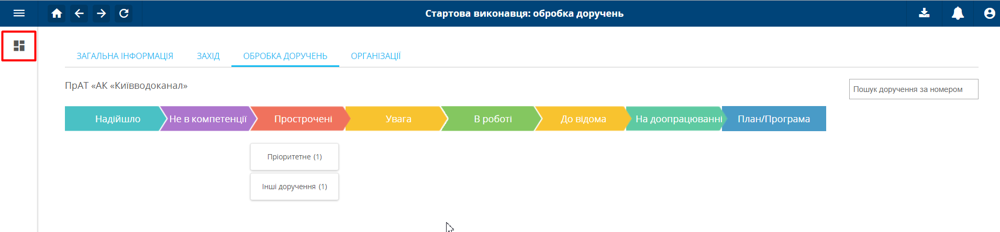 Стартова виконавця: обробка доручень
ЗАГАЛЬНА ІНФОРМАЦІЯ ЗАХІД ОБРОБКА ДОРУЧЕНЬ ОРГАНІЗАЦІЇ
ПрАТ «АК «Київводоканал»
Пошук доручення за номером
Надійшло Не в компетенції Прострочені Увага В роботі До відома На доопрацюванні План/Програма
Пріоритетне (1)
Інші доручення (1)